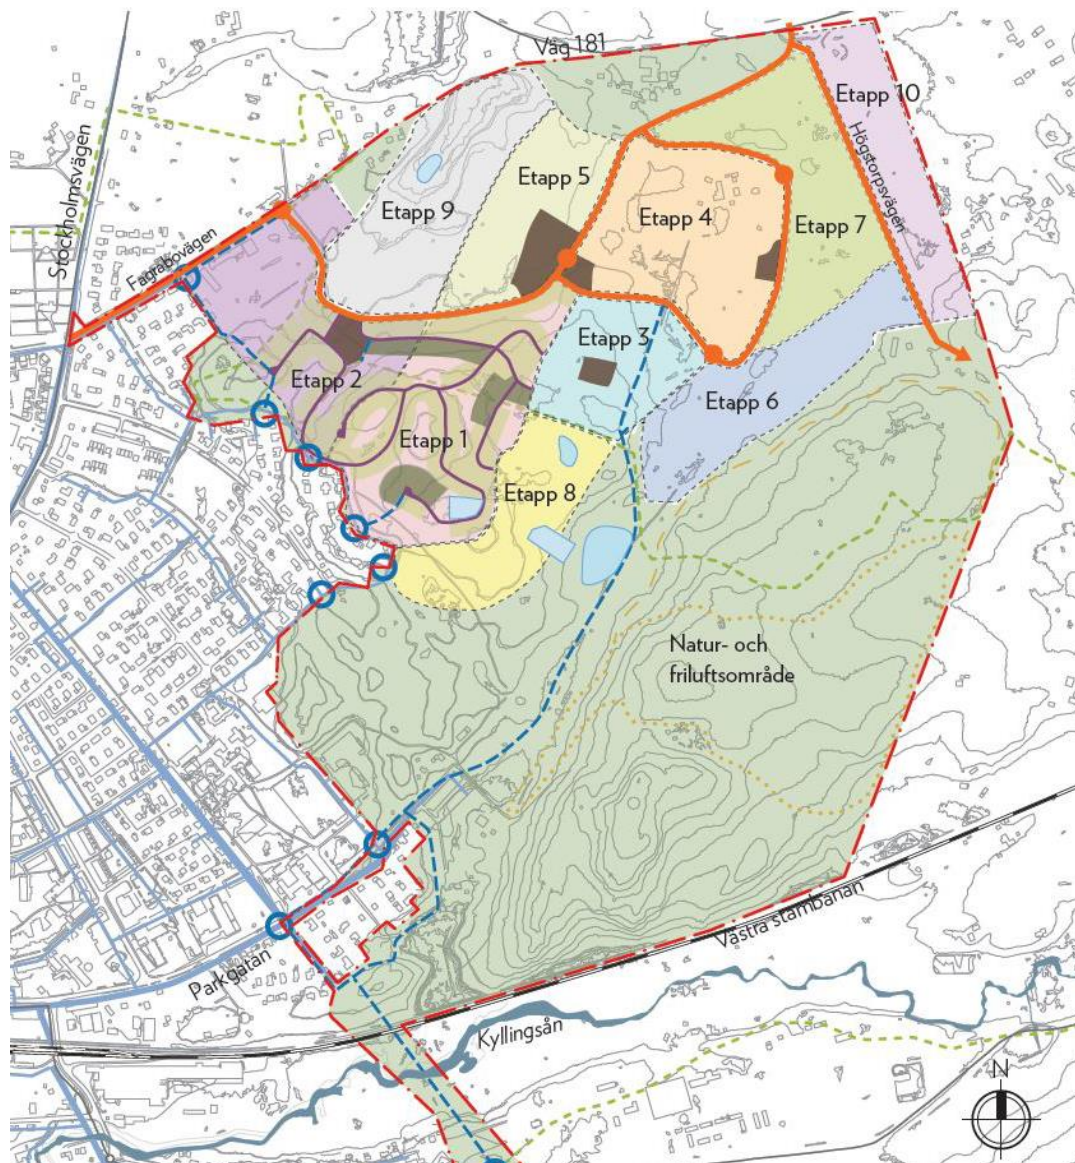 Väg 181
Etapp 10
Stockholmsvägen
Högstorpsvägen
Etapp 5
Etapp 9
Etapp 4
Etapp 7
Fagrabovägen
Etapp 3
Etapp 2
Etapp 6
Etapp 1
Etapp 8
Natur- och
friluftsområde
Västra stambanan
Parkgatan
Kyllingsån
N